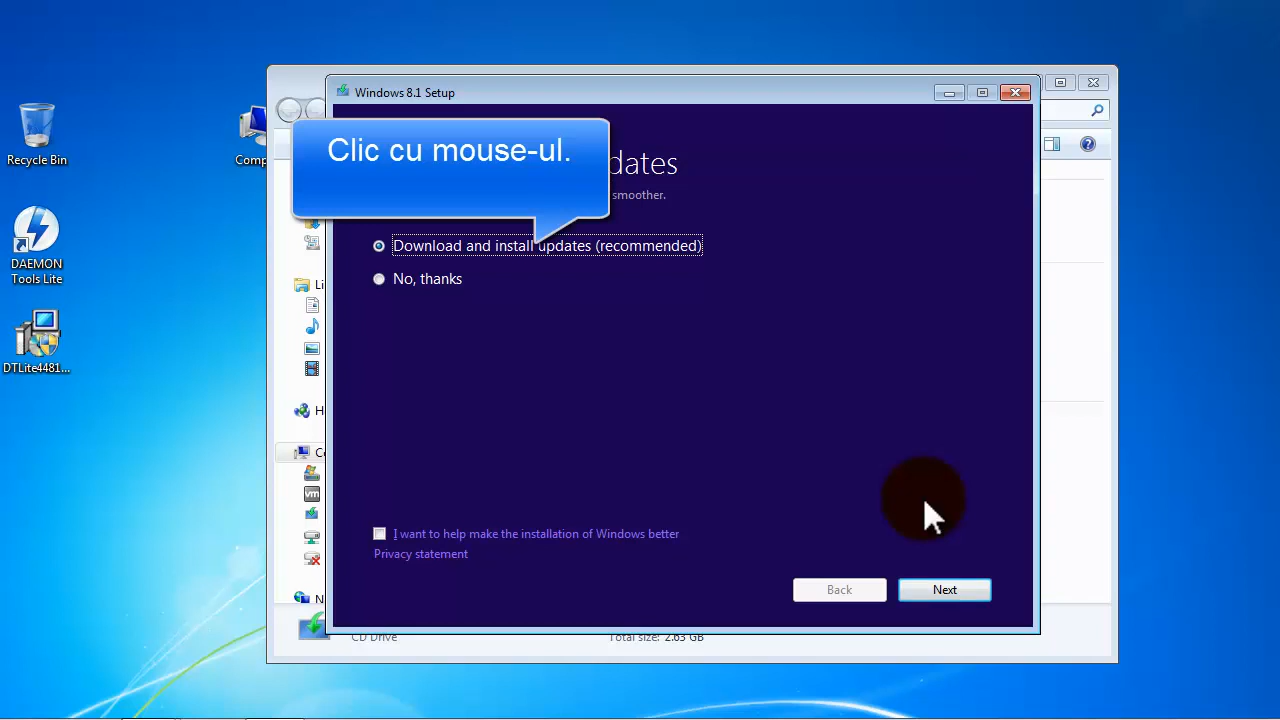 Windows 8.1 Setup
Clic cu mouse-ul.
smoother.
Download and install updates (recommended)
No, thanks
I want to help make the installation of Windows better
Privacy statement
Back
Next
Recycle Bin
DAEMON
Tools Lite
DTLite4481...
CD Drive
Total size: 2.63 GB